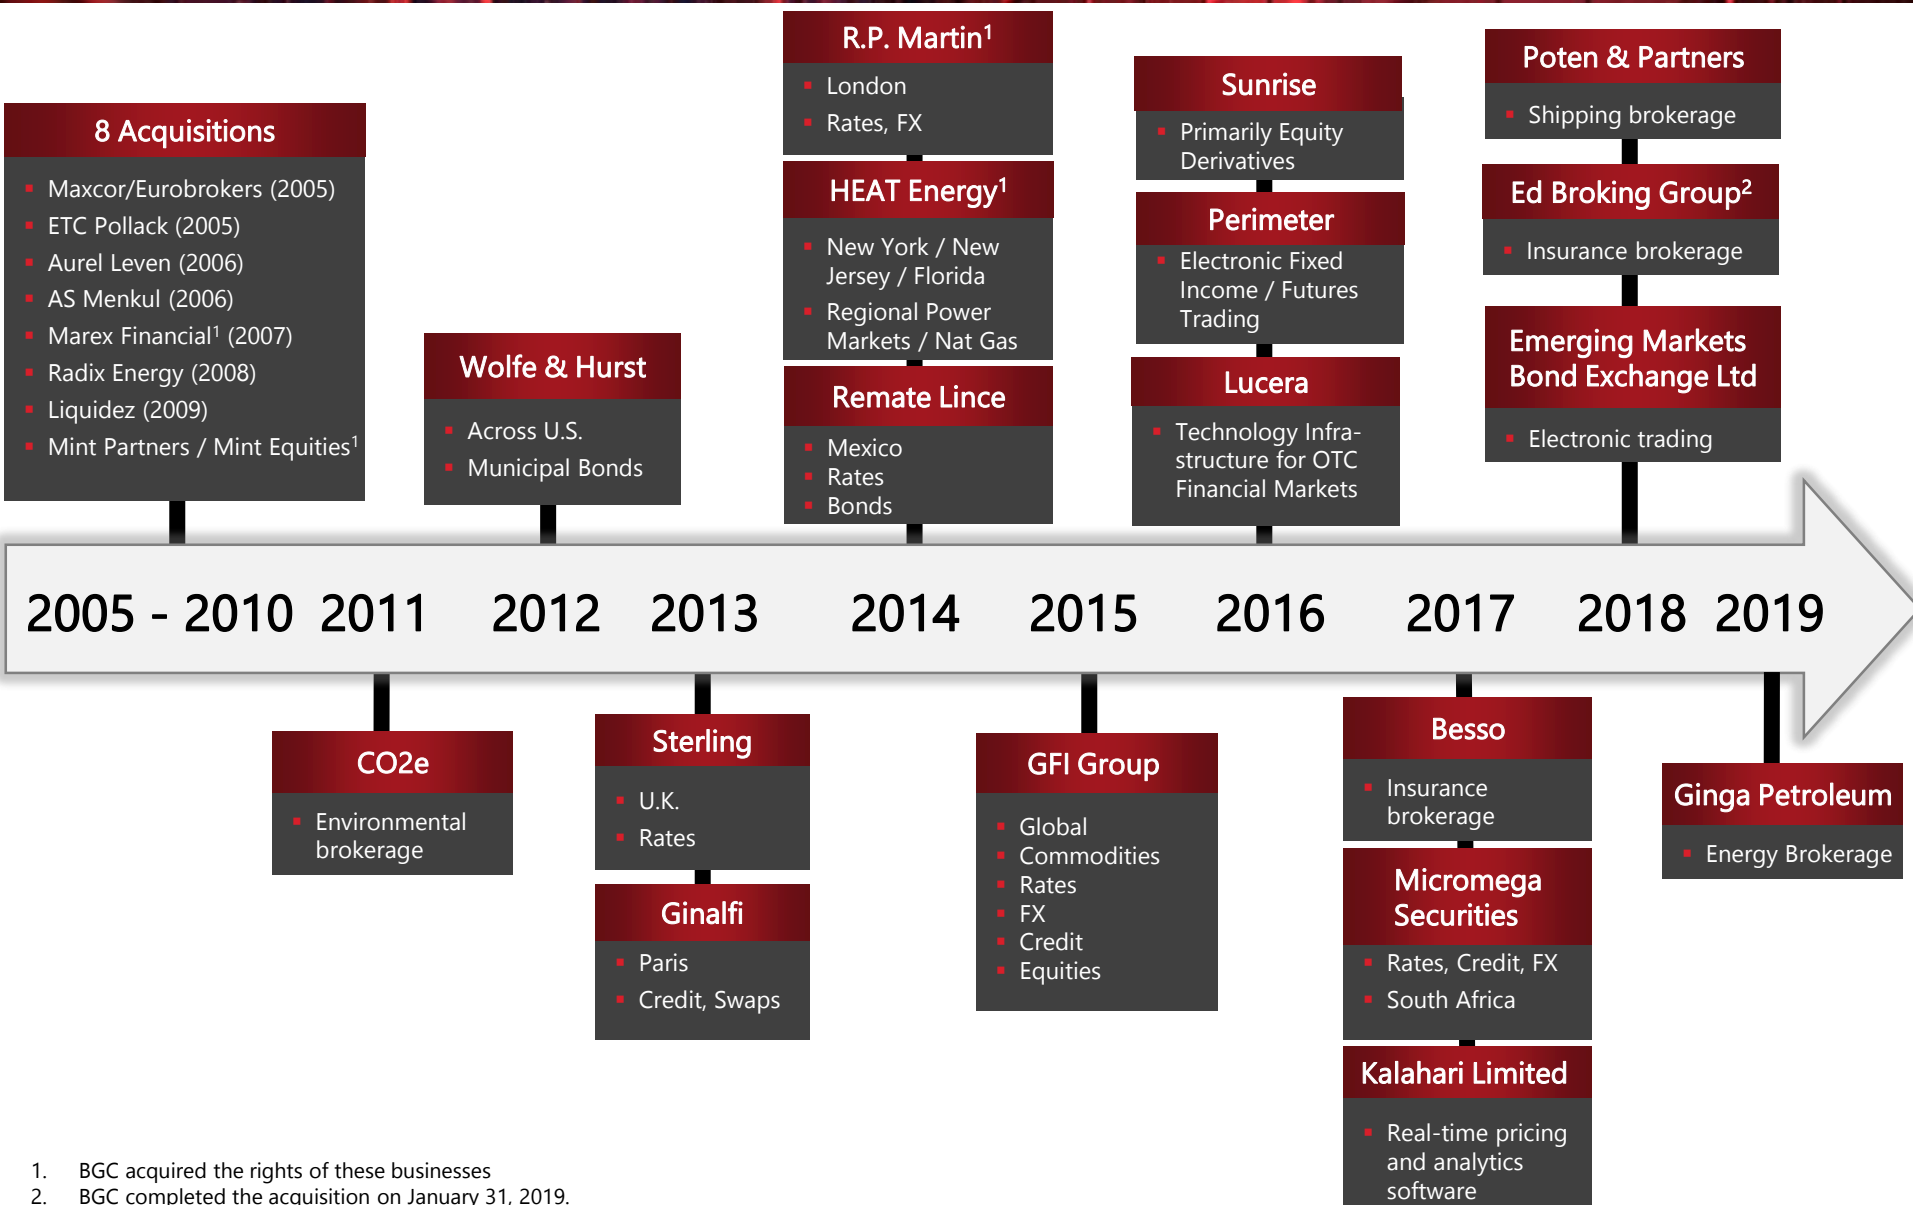 8 Acquisitions
Maxcor/Eurobrokers (2005)
ETC Pollack (2005)
Aurel Leven (2006)
AS Menkul (2006)
Marex Financial¹ (2007)
Radix Energy (2008)
Liquidez (2009)
Mint Partners / Mint Equities¹
Wolfe & Hurst
Across U.S.
Municipal Bonds
R.P. Martin¹
London
Rates, FX
HEAT Energy¹
New York / New
Jersey / Florida
Regional Power
Markets / Nat Gas
Remate Lince
Mexico
Rates
Bonds
Sunrise
Primarily Equity
Derivatives
Perimeter
Electronic Fixed
Income / Futures
Trading
Lucera
Technology Infra-
structure for OTC
Financial Markets
Poten & Partners
Shipping brokerage
Ed Broking Group²
Insurance brokerage
Emerging Markets
Bond Exchange Ltd
Electronic trading
2005 - 2010 2011 2012 2013 2014 2015 2016 2017 2018 2019
CO2e
Environmental
brokerage
Sterling
U.K.
Rates
Ginalfi
Paris
Credit, Swaps
GFI Group
Global
Commodities
Rates
FX
Credit
Equities
Besso
Insurance
brokerage
Micromega
Securities
Rates, Credit, FX
South Africa
Kalahari Limited
Real-time pricing
and analytics
software
Ginga Petroleum
Energy Brokerage
1. BGC acquired the rights of these businesses
2. BGC completed the acquisition on January 31, 2019.